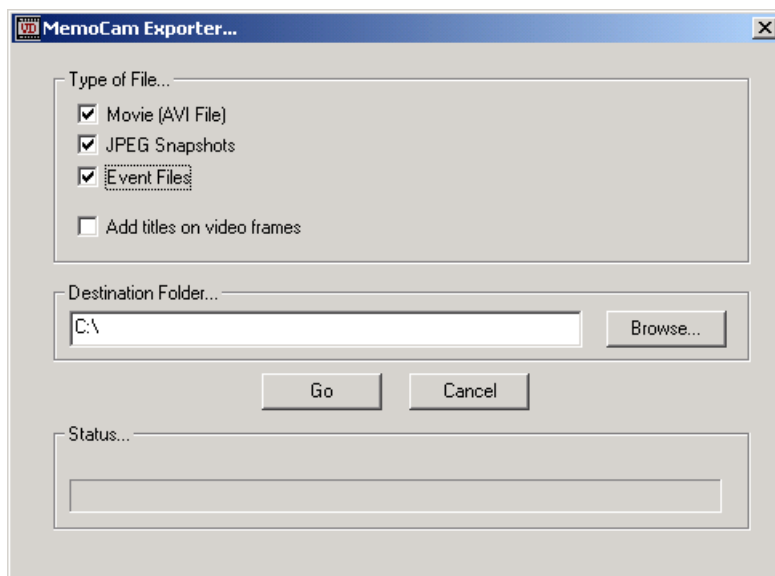 MemoCam Exporter...
Type of File...
Movie (AVI File)
JPEG Snapshots
Event Files
Add titles on video frames
Destination Folder...
C:\
Browse...
Go
Cancel
Status...